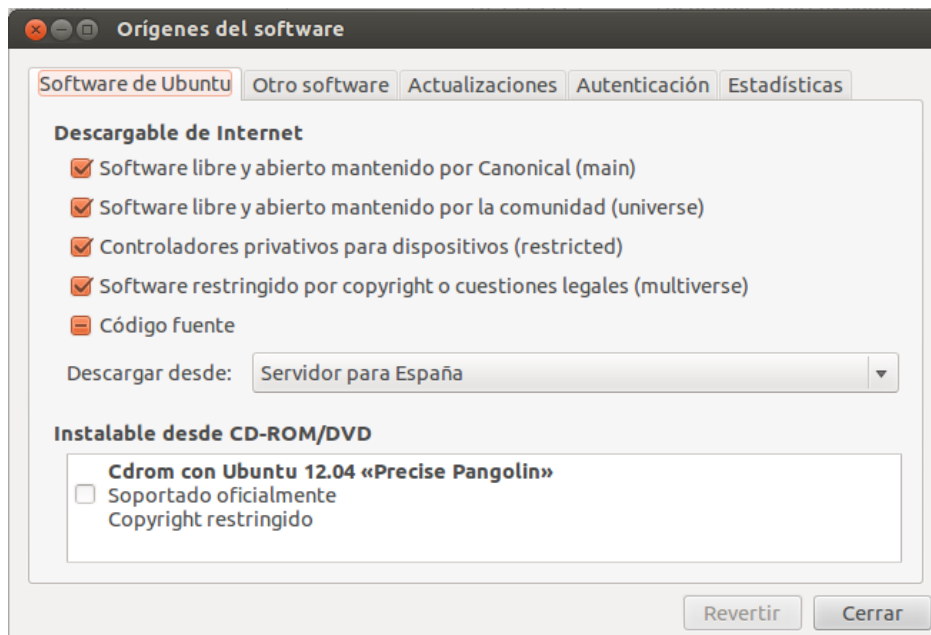 Orígenes del software
Software de Ubuntu Otro software Actualizaciones Autenticación Estadísticas
Descargable de Internet
Software libre y abierto mantenido por Canonical (main)
Software libre y abierto mantenido por la comunidad (universe)
Controladores privativos para dispositivos (restricted)
Software restringido por copyright o cuestiones legales (multiverse)
Código fuente
Descargar desde: Servidor para España
Instalable desde CD-ROM/DVD
Cdrom con Ubuntu 12.04 «Precise Pangolin»
Soportado oficialmente
Copyright restringido
Revertir Cerrar